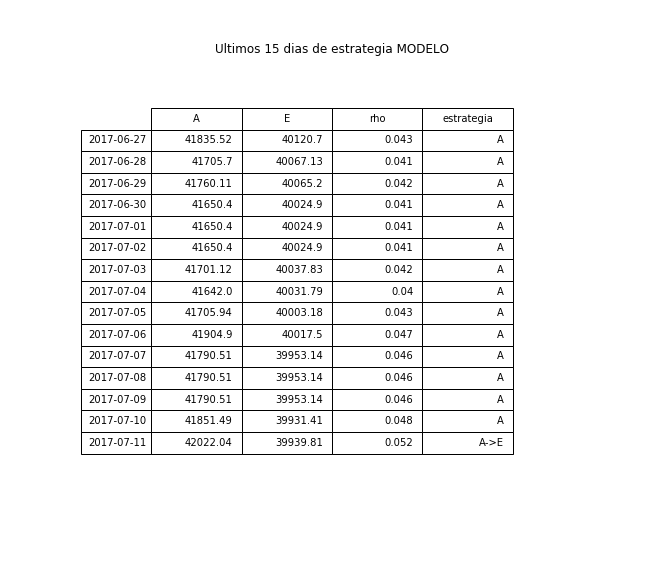 Ultimos 15 dias de estrategia MODELO
A E rho estrategia
2017-06-27 41835.52 40120.7 0.043 A
2017-06-28 41705.7 40067.13 0.041 A
2017-06-29 41760.11 40065.2 0.042 A
2017-06-30 41650.4 40024.9 0.041 A
2017-07-01 41650.4 40024.9 0.041 A
2017-07-02 41650.4 40024.9 0.041 A
2017-07-03 41701.12 40037.83 0.042 A
2017-07-04 41642.0 40031.79 0.04 A
2017-07-05 41705.94 40003.18 0.043 A
2017-07-06 41904.9 40017.5 0.047 A
2017-07-07 41790.51 39953.14 0.046 A
2017-07-08 41790.51 39953.14 0.046 A
2017-07-09 41790.51 39953.14 0.046 A
2017-07-10 41851.49 39931.41 0.048 A
2017-07-11 42022.04 39939.81 0.052 A->E